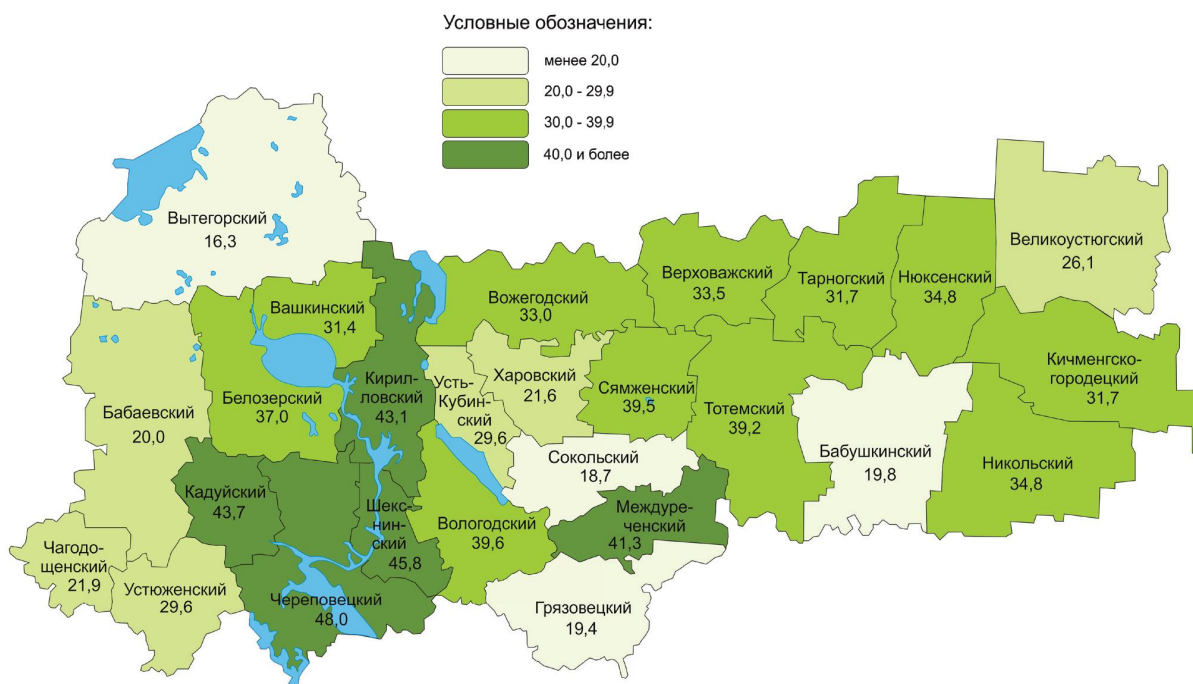 Условные обозначения:
менее 20,0
20,0 - 29,9
30,0 - 39,9
40,0 и более
Вытегорский
16,3
Великоустюгский
26,1
Верховажский
33,5
Тарногский
31,7
Нюксенский
34,8
Вашкинский
31,4
Вожегодский
33,0
Кичменгско-
городецкий
31,7
Бабаевский
20,0
Белозерский
37,0
Кирил-
ловский
43,1
Усть-
Кубин-
ский
29,6
Харовский
21,6
Сямженский
39,5
Тотемский
39,2
Бабушкинский
19,8
Никольский
34,8
Сокольский
18,7
Кадуйский
43,7
Шекс-
нин-
ский
45,8
Вологодский
39,6
Междуре-
ченский
41,3
Чагодо-
щенский
21,9
Устюженский
29,6
Череповецкий
48,0
Грязовецкий
19,4